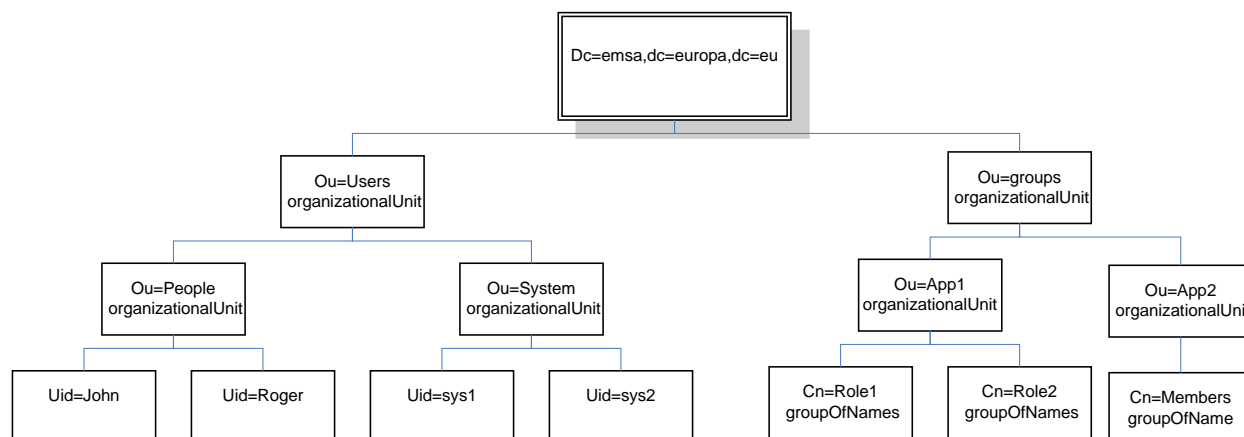 Dc=emsa,dc=europa,dc=eu
Ou=Users
organizationalUnit
Ou=groups
organizationalUnit
Ou=People
organizationalUnit
Ou=System
organizationalUnit
Ou=App1
organizationalUnit
Ou=App2
organizationalUnit
Uid=John
Uid=Roger
Uid=sys1
Uid=sys2
Cn=Role1
groupOfNames
Cn=Role2
groupOfNames
Cn=Members
groupOfName